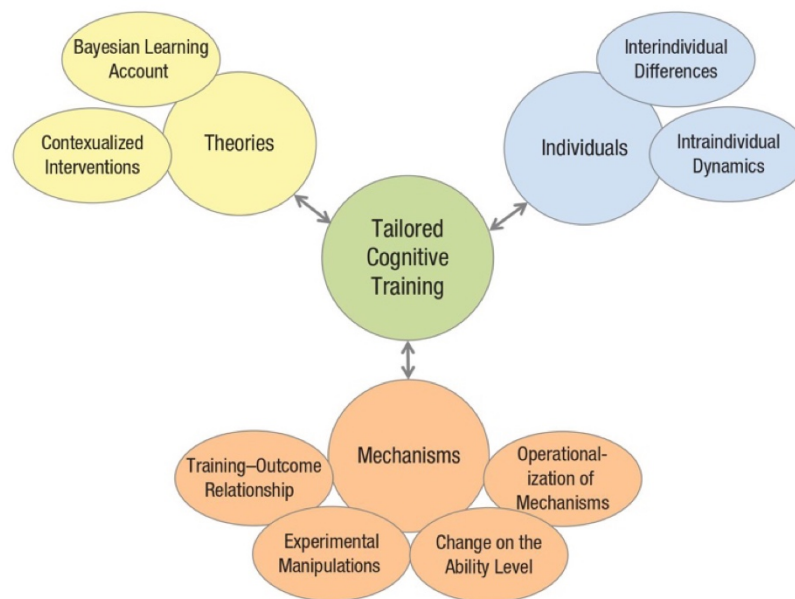 Bayesian Learning
Account
Contexualized
Interventions
Theories
Interindividual
Differences
Individuals
Intraindividual
Dynamics
Tailored
Cognitive
Training
Mechanisms
Training–Outcome
Relationship
Experimental
Manipulations
Change on the
Ability Level
Operational-
ization of
Mechanisms